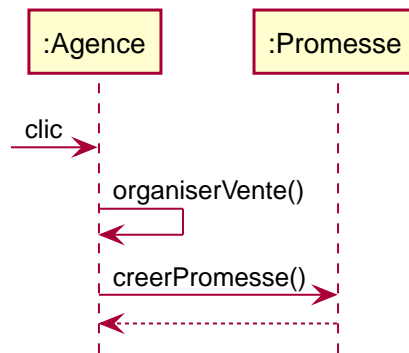 :Agence
:Promesse
clic
organiserVente()
creerPromesse()